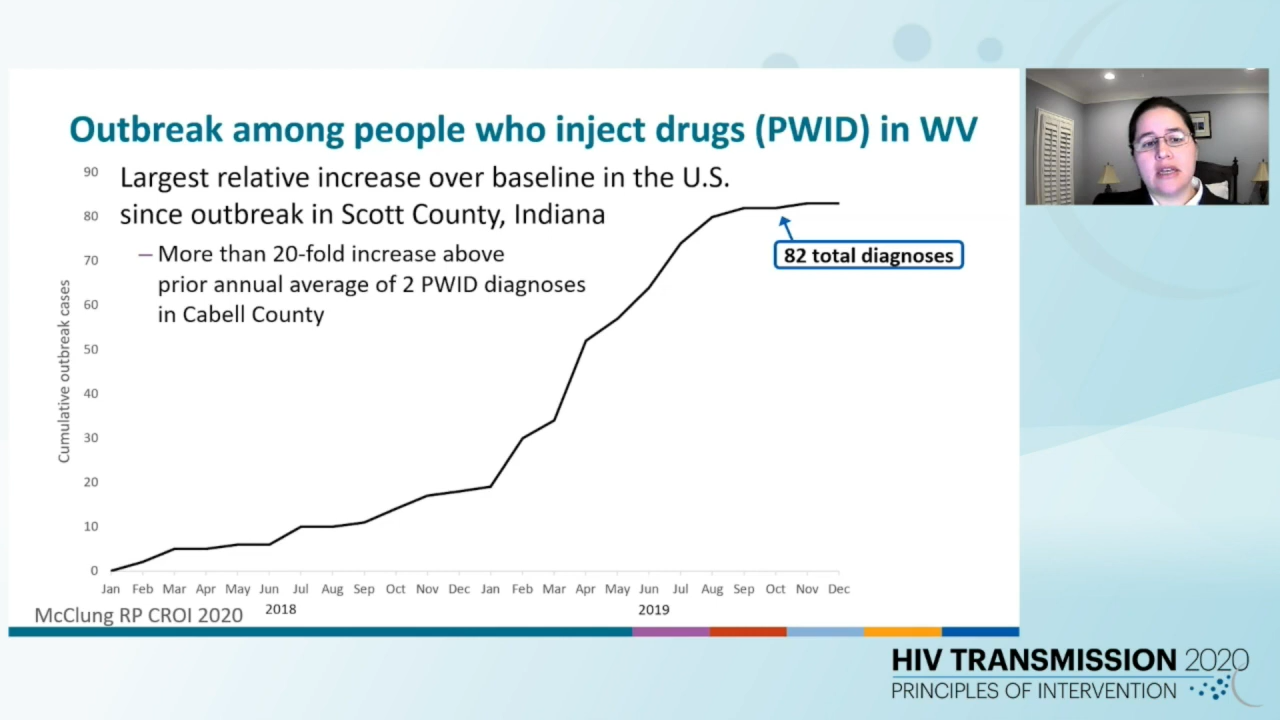 Outbreak among people who inject drugs (PWID) in WV
Largest relative increase over baseline in the U.S.
since outbreak in Scott County, Indiana
– More than 20-fold increase above
prior annual average of 2 PWID diagnoses
in Cabell County
82 total diagnoses
Cumulative outbreak cases
90
80
70
60
50
40
30
20
10
0
Jan Feb Mar Apr May Jun Jul Aug Sep Oct Nov Dec Jan Feb Mar Apr May Jun Jul Aug Sep Oct Nov Dec
2018 2019
McClung RP CROI 2020
HIV TRANSMISSION 2020
PRINCIPLES OF INTERVENTION